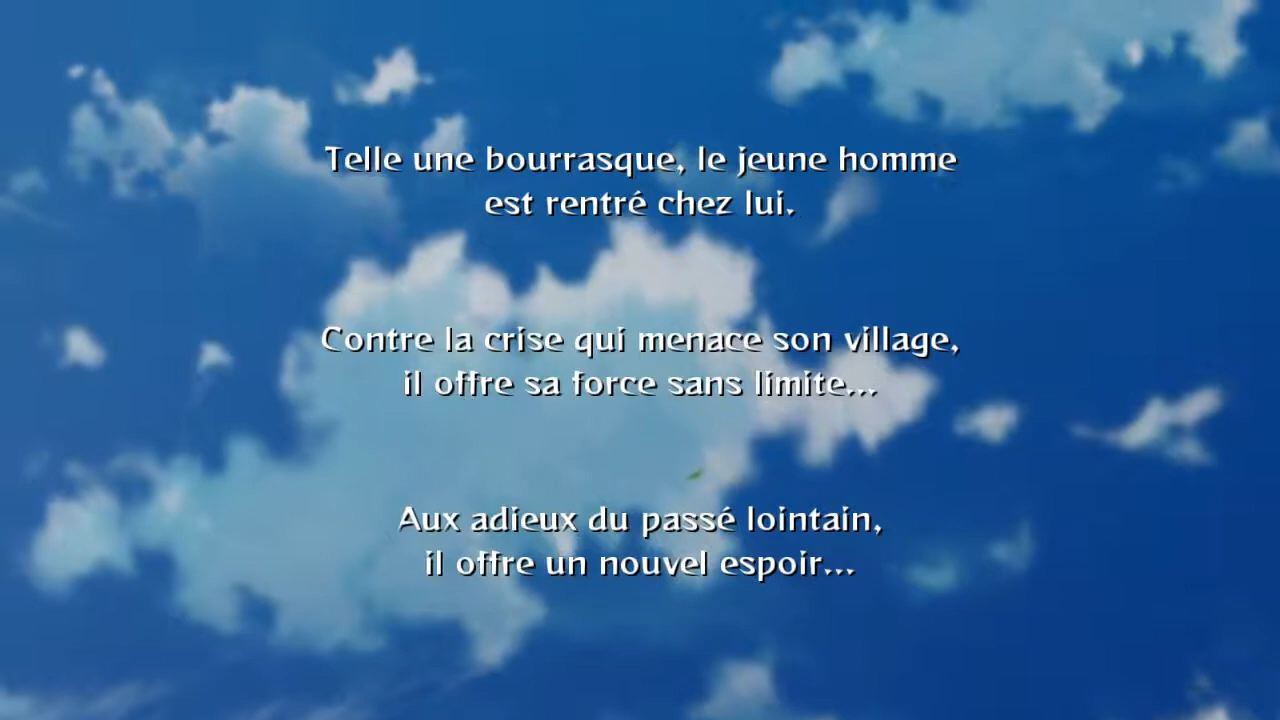 Telle une bourrasque, le jeune homme
est rentré chez lui.
Contre la crise qui menace son village,
il offre sa force sans limite...
Aux adieux du passé lointain,
il offre un nouvel espoir...